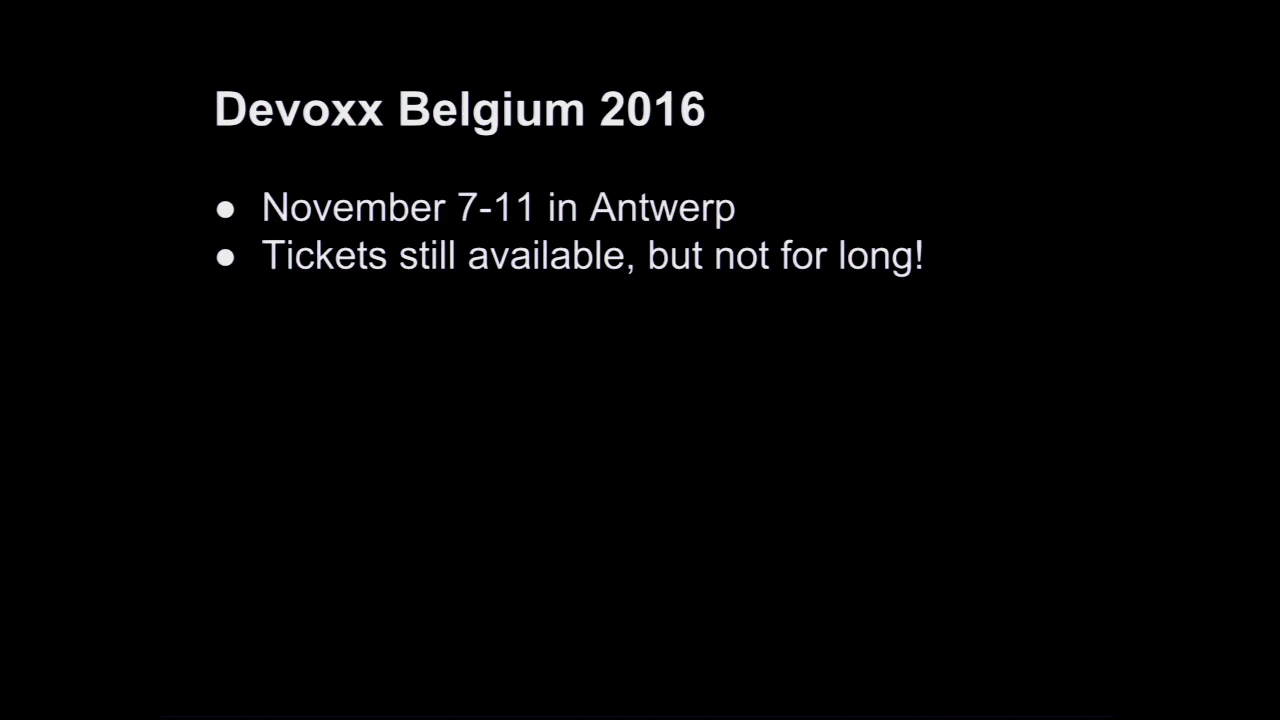 Devoxx Belgium 2016
● November 7-11 in Antwerp
● Tickets still available, but not for long!